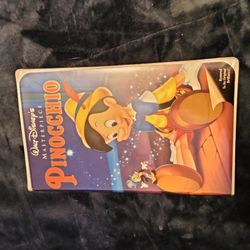 WALT DISNEY'S
MASTERPIECE
PINOCCHIO